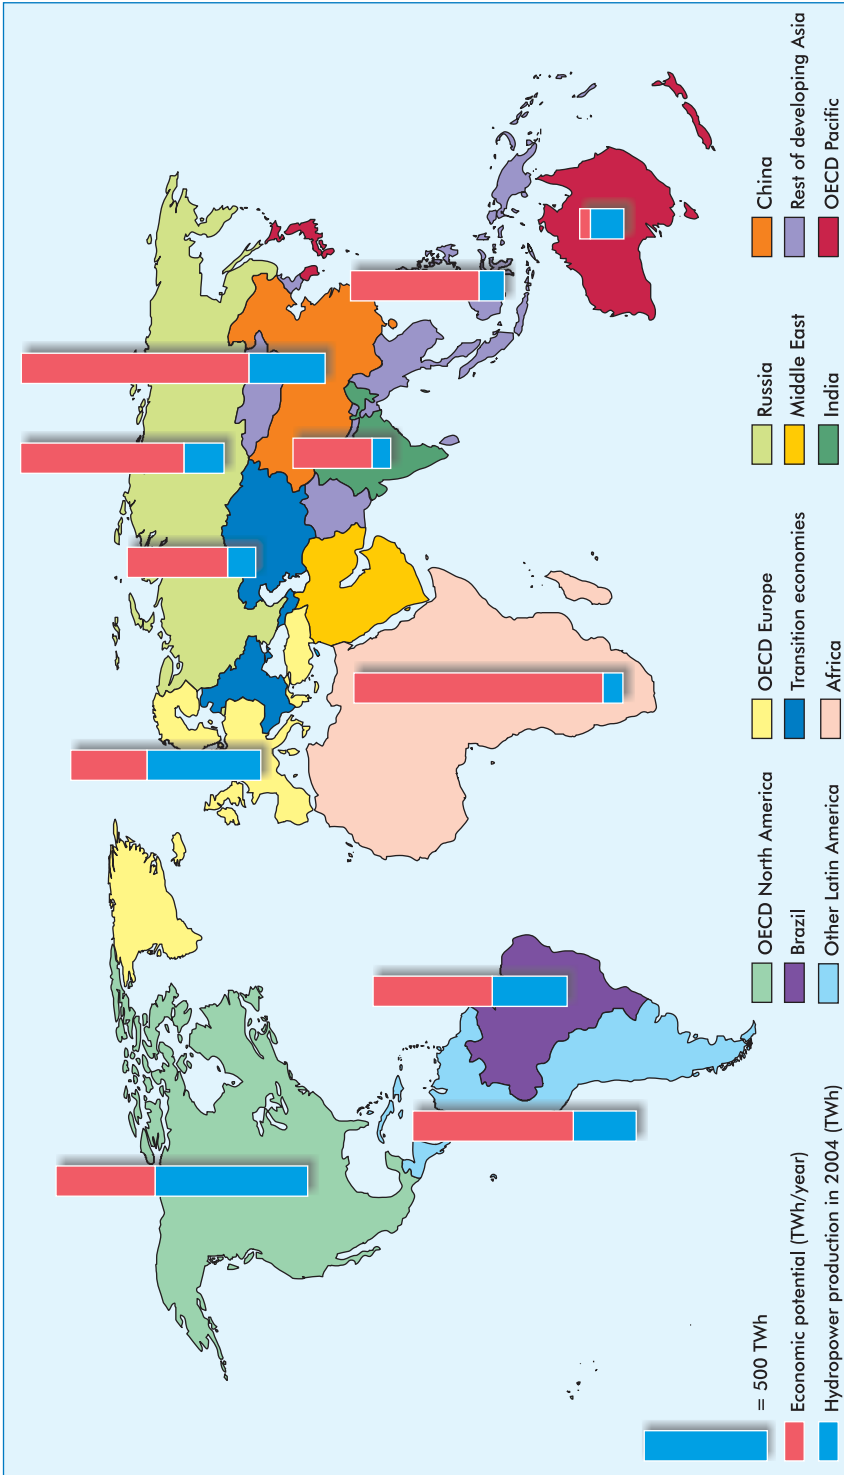 = 500 TWh
Economic potential (TWh/year)
Hydropower production in 2004 (TWh)
OECD North America
Brazil
Other Latin America
OECD Europe
Transition economies
Africa
Russia
Middle East
India
China
Rest of developing Asia
OECD Pacific